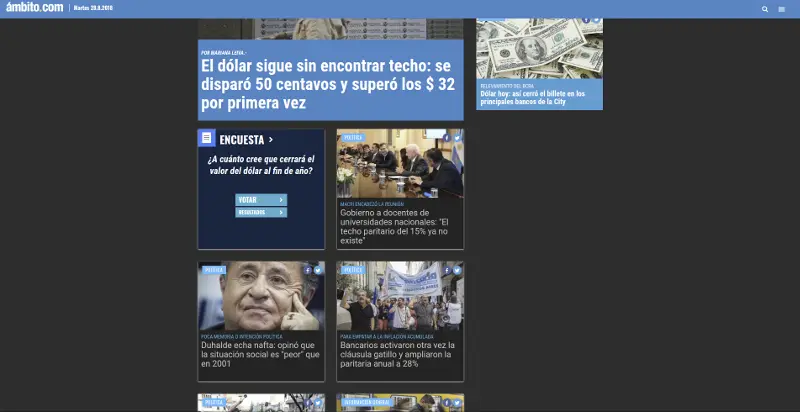 ámbito.com
Martes 28.8.2018
POR MARIANA LEIVA.-
El dólar sigue sin encontrar techo: se
disparó 50 centavos y superó los $ 32
por primera vez
RELEVAMIENTO DEL BCRA
Dólar hoy: así cerró el billete en los
principales bancos de la City
ENCUESTA >
¿A cuánto cree que cerrará el
valor del dólar al fin de año?
VOTAR >
RESULTADOS >
POLÍTICA
MACRI ENCABEZÓ LA REUNIÓN
Gobierno a docentes de
universidades nacionales: "El
techo paritario del 15% ya no
existe"
POLÍTICA
POCA MEMORIA O INTENCIÓN POLÍTICA
Duhalde echa nafta: opinó que
la situación social es "peor" que
en 2001
POLÍTICA
PARA EMPATAR A LA INFLACIÓN ACUMULADA
Bancarios activaron otra vez la
cláusula gatillo y ampliaron la
paritaria anual a 28%
POLÍTICA
INFORMACIÓN GENERAL